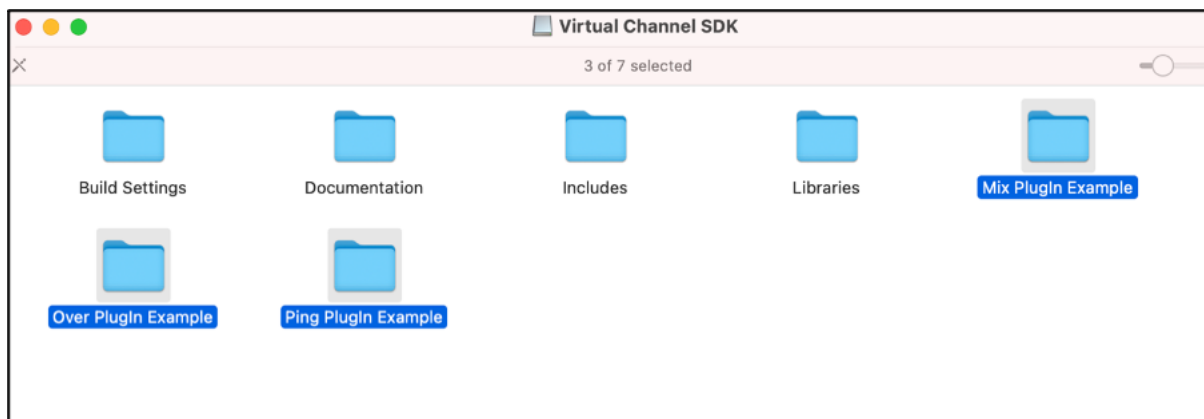 Virtual Channel SDK
3 of 7 selected
Build Settings
Documentation
Includes
Libraries
Mix PlugIn Example
Over PlugIn Example
Ping PlugIn Example